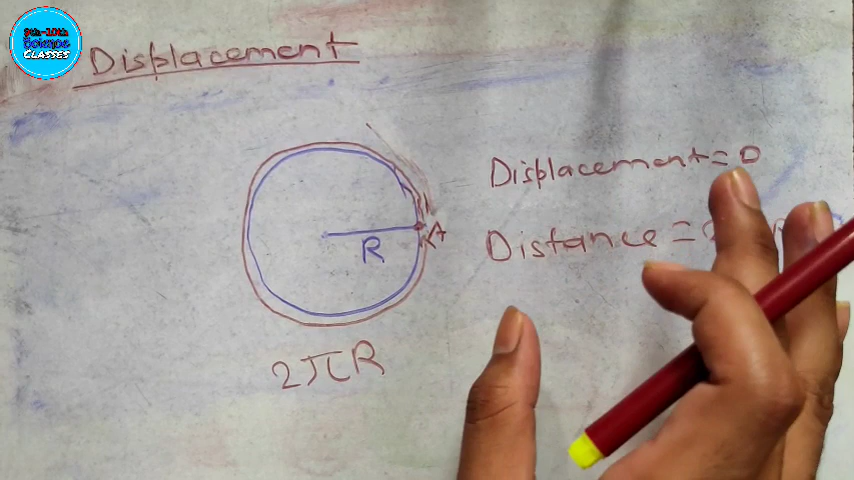 9th-10th
Science
CLASSES
Displacement
Displacement = 0
A
Distance =
R
2πR